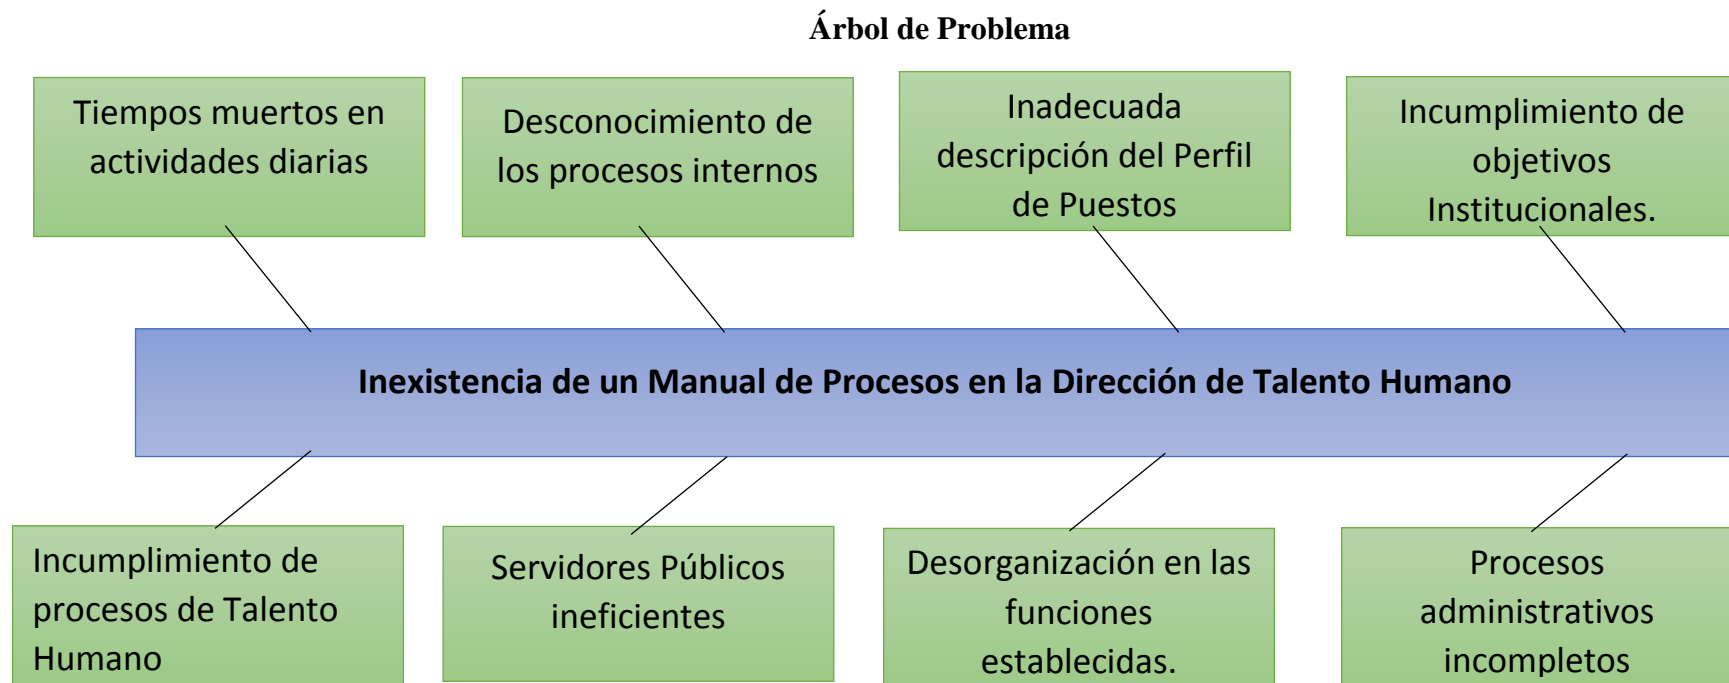 Árbol de Problema
Tiempos muertos en
actividades diarias
Desconocimiento de
los procesos internos
Inadecuada
descripción del Perfil
de Puestos
Incumplimiento de
objetivos
Institucionales.
Inexistencia de un Manual de Procesos en la Dirección de Talento Humano
Incumplimiento de
procesos de Talento
Humano
Servidores Públicos
ineficientes
Desorganización en las
funciones
establecidas.
Procesos
administrativos
incompletos